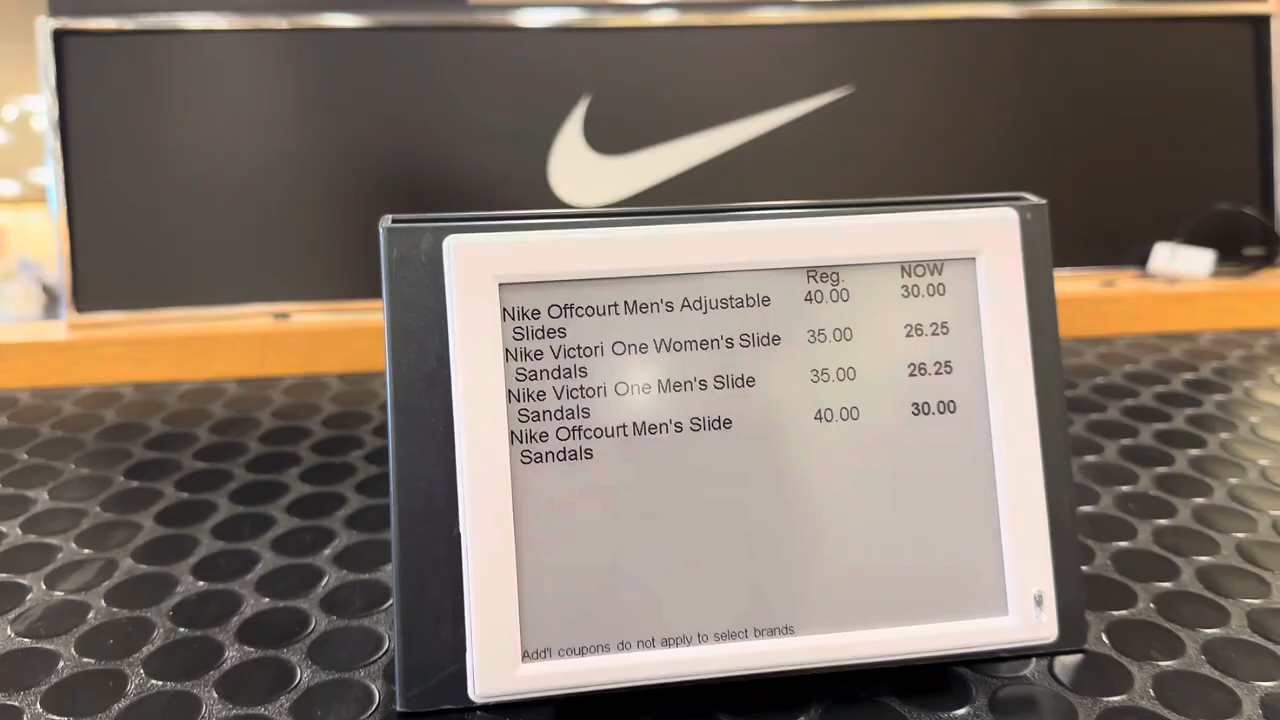 Reg. NOW
Nike Offcourt Men's Adjustable 40.00 30.00
Slides
Nike Victori One Women's Slide 35.00 26.25
Sandals
Nike Victori One Men's Slide 35.00 26.25
Sandals
Nike Offcourt Men's Slide 40.00 30.00
Sandals
Add'l coupons do not apply to select brands